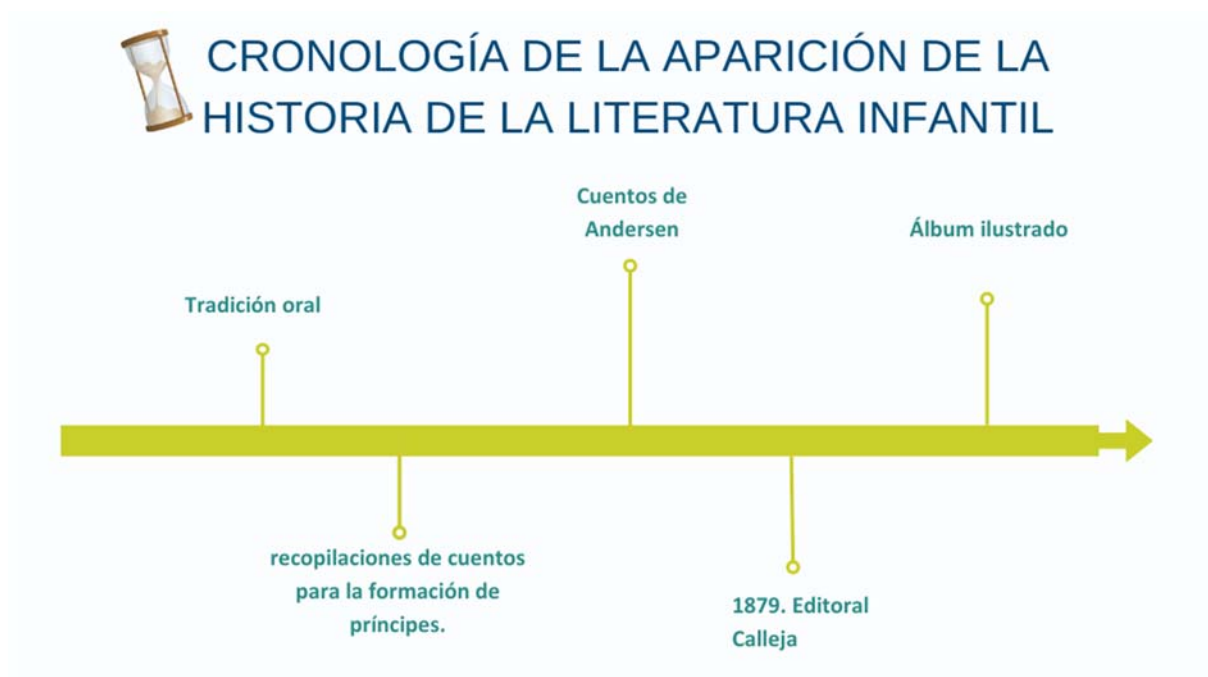 CRONOLOGÍA DE LA APARICIÓN DE LA
HISTORIA DE LA LITERATURA INFANTIL
Tradición oral
recopilaciones de cuentos
para la formación de
príncipes.
Cuentos de
Andersen
1879. Editoral
Calleja
Álbum ilustrado